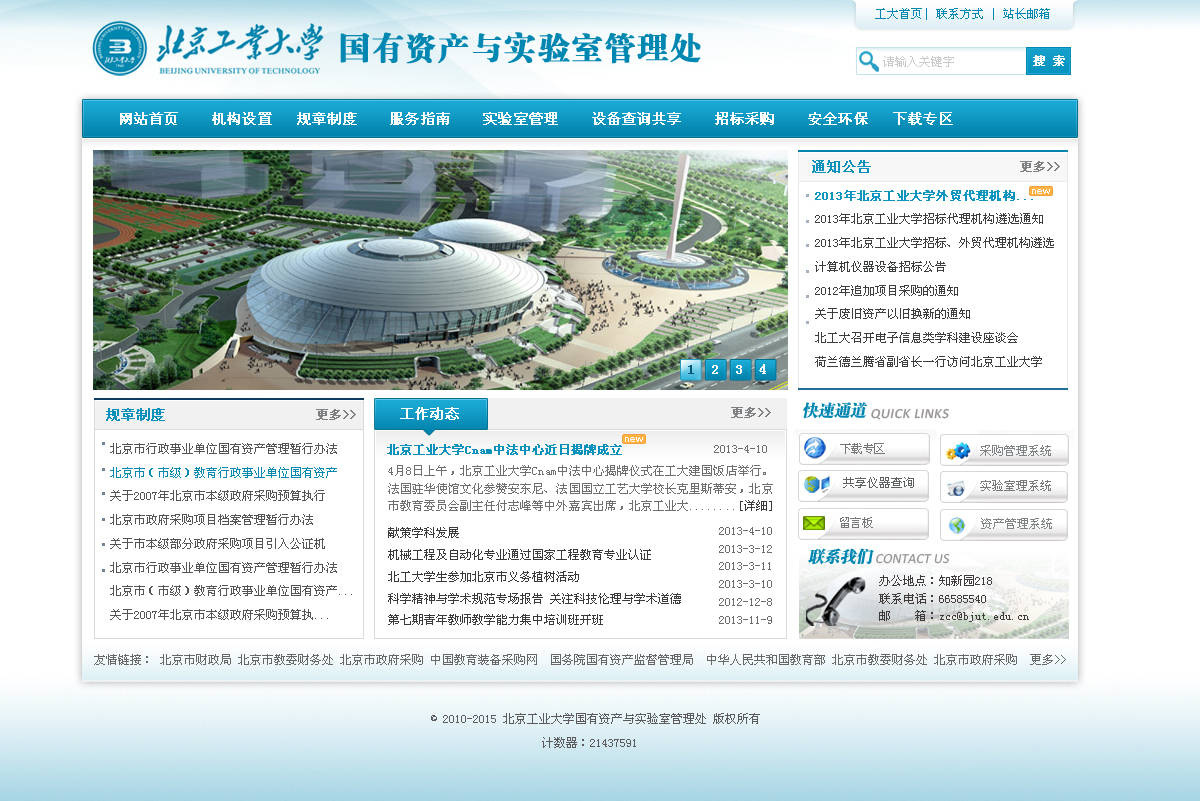 工大首页| 联系方式 | 站长邮箱
北京工业大学 国有资产与实验室管理处
BEIJING UNIVERSITY OF TECHNOLOGY
请输入关键字 搜 索
网站首页 机构设置 规章制度 服务指南 实验室管理 设备查询共享 招标采购 安全环保 下载专区
1 2 3 4
通知公告 更多>>
2013年北京工业大学外贸代理机构... new
2013年北京工业大学招标代理机构遴选通知
2013年北京工业大学招标、外贸代理机构遴选
计算机仪器设备招标公告
2012年追加项目采购的通知
关于废旧资产以旧换新的通知
北工大召开电子信息类学科建设座谈会
荷兰德兰腾省副省长一行访问北京工业大学
规章制度 更多>>
北京市行政事业单位国有资产管理暂行办法
北京市（市级）教育行政事业单位国有资产
关于2007年北京市本级政府采购预算执行
北京市政府采购项目档案管理暂行办法
关于市本级部分政府采购项目引入公证机
北京市行政事业单位国有资产管理暂行办法
北京市（市级）教育行政事业单位国有资产...
关于2007年北京市本级政府采购预算执...
工作动态 更多>>
北京工业大学Cnam中法中心近日揭牌成立 new 2013-4-10
4月8日上午，北京工业大学Cnam中法中心揭牌仪式在工大建国饭店举行。
法国驻华使馆文化参赞安东尼、法国国立工艺大学校长克里斯蒂安，北京
市教育委员会副主任付志峰等中外嘉宾出席，北京工业大........[详细]
献策学科发展 2013-4-10
机械工程及自动化专业通过国家工程教育专业认证 2013-3-12
2013-3-11
北工大学生参加北京市义务植树活动 2013-3-10
科学精神与学术规范专场报告 关注科技伦理与学术道德 2012-12-8
第七期青年教师教学能力集中培训班开班 2013-11-9
快速通道 QUICK LINKS
下载专区 采购管理系统
共享仪器查询 实验室理系统
留言板 资产管理系统
联系我们 CONTACT US
办公地点：知新园218
联系电话：66585540
邮 箱：zcc@bjut.edu.cn
友情链接： 北京市财政局 北京市教委财务处 北京市政府采购 中国教育装备采购网 国务院国有资产监督管理局 中华人民共和国教育部 北京市教委财务处 北京市政府采购 更多>>
© 2010-2015 北京工业大学国有资产与实验室管理处 版权所有
计数器：21437591